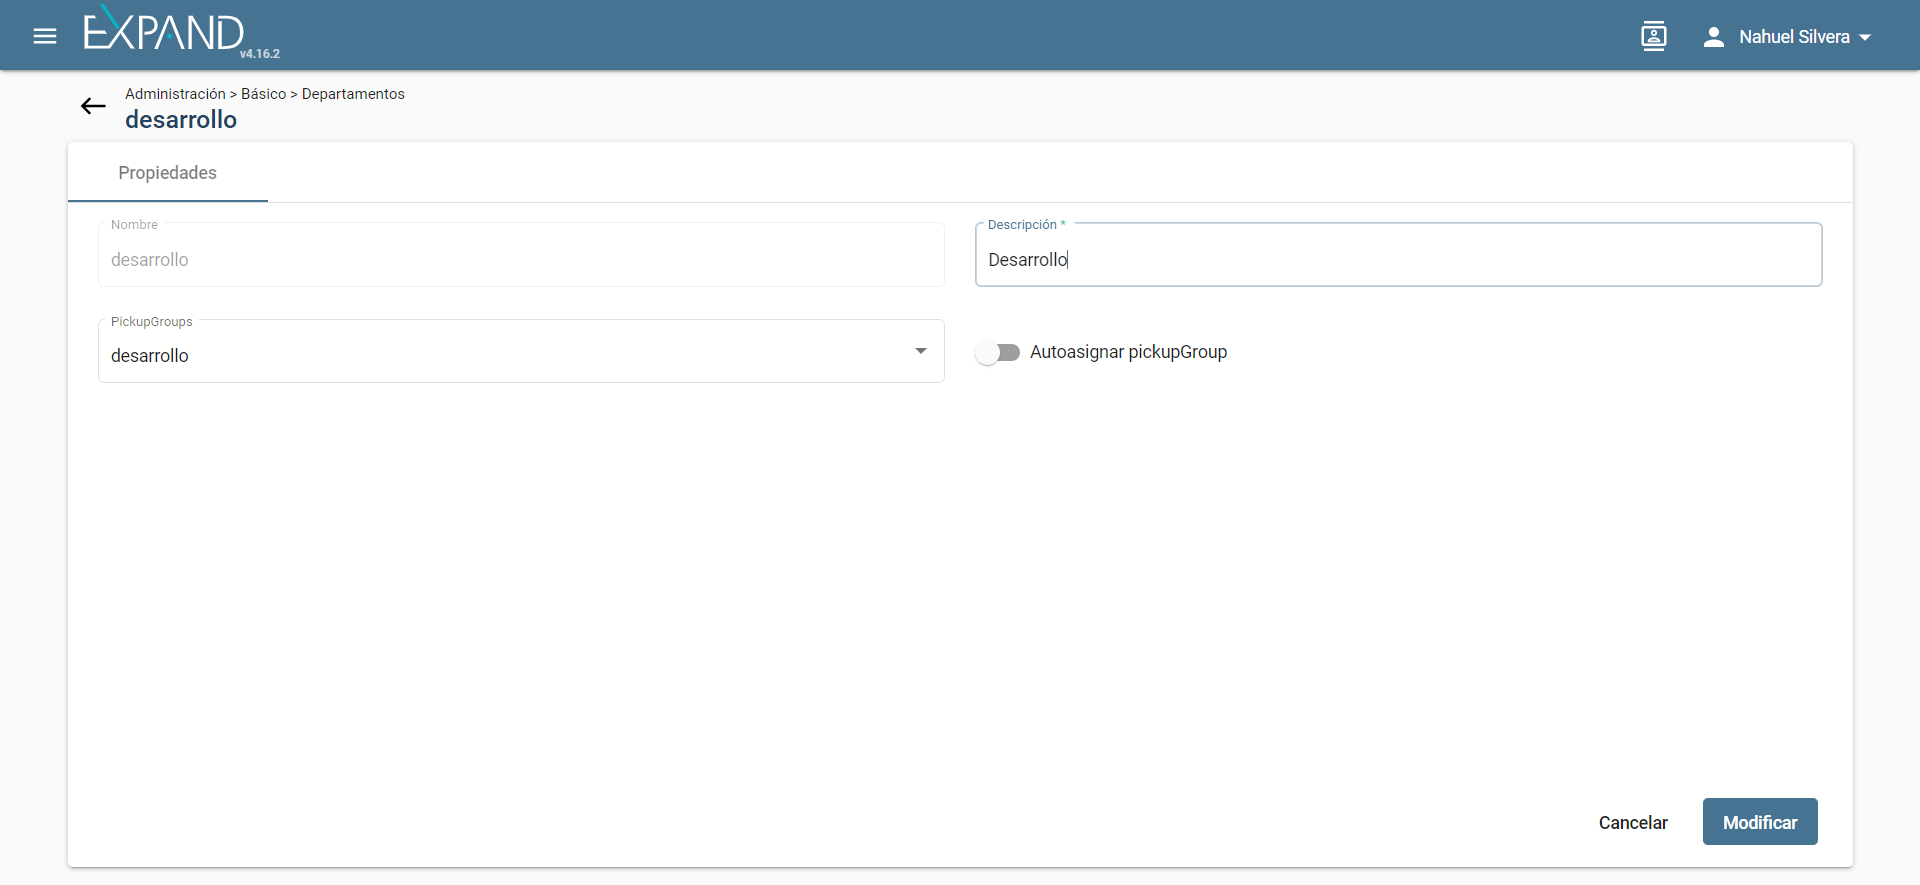 EXPAND
v4.16.2
Nahuel Silvera
Administración > Básico > Departamentos
desarrollo
Propiedades
Nombre
desarrollo
Descripción *
Desarrollo
PickupGroups
desarrollo
Autoasignar pickupGroup
Cancelar
Modificar